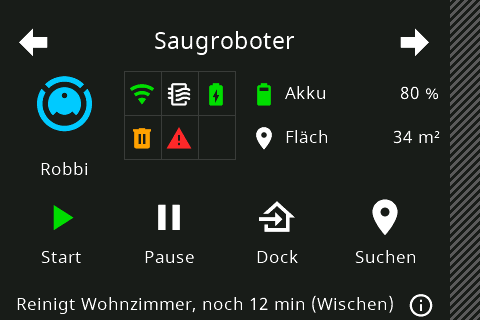 Saugroboter
Akku 80 %
Fläch 34 m²
Robbi
Start Pause Dock Suchen
Reinigt Wohnzimmer, noch 12 min (Wischen)